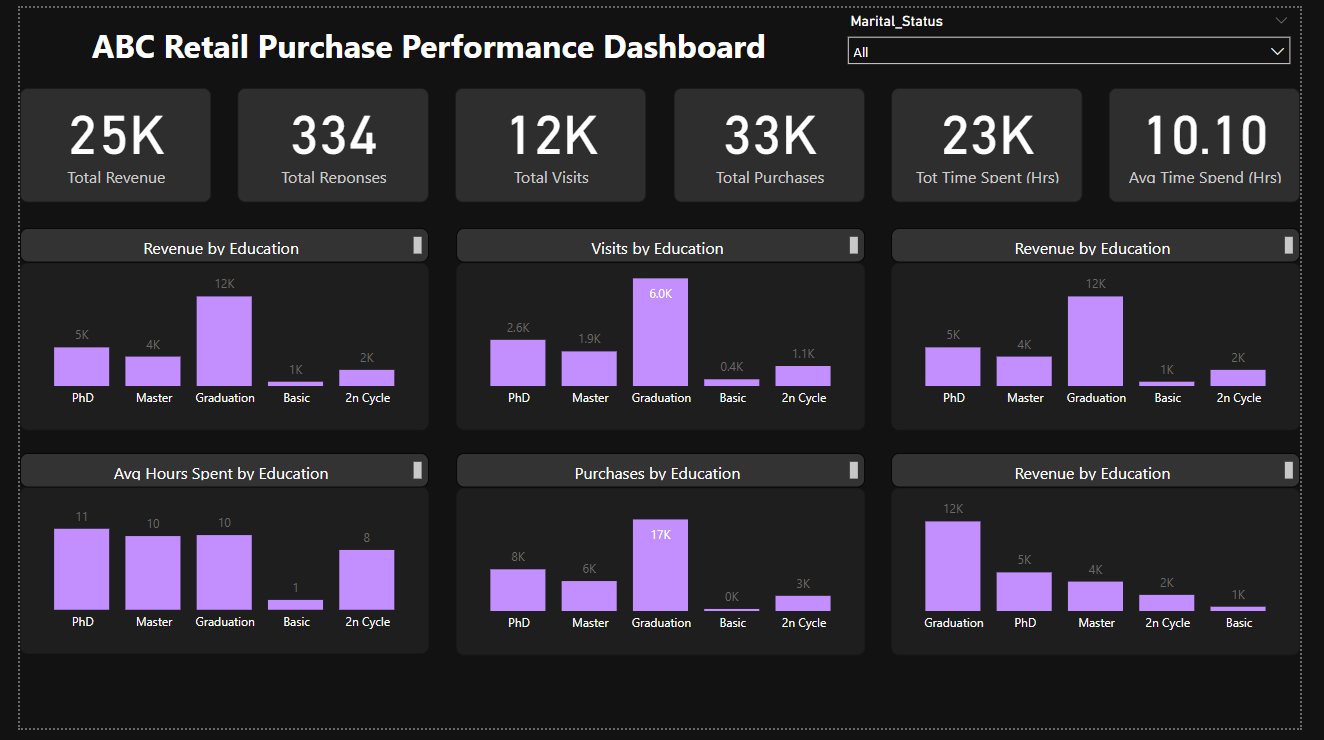 ABC Retail Purchase Performance Dashboard
Marital_Status
All
25K
Total Revenue
334
Total Reponses
12K
Total Visits
33K
Total Purchases
23K
Tot Time Spent (Hrs)
10.10
Avg Time Spend (Hrs)
Revenue by Education
12K
5K
4K
1K
2K
PhD Master Graduation Basic 2n Cycle
Visits by Education
6.0K
2.6K
1.9K
0.4K
1.1K
PhD Master Graduation Basic 2n Cycle
Revenue by Education
12K
5K
4K
1K
2K
PhD Master Graduation Basic 2n Cycle
Avg Hours Spent by Education
11
10
10
1
8
PhD Master Graduation Basic 2n Cycle
Purchases by Education
17K
8K
6K
0K
3K
PhD Master Graduation Basic 2n Cycle
Revenue by Education
12K
5K
4K
2K
1K
Graduation PhD Master 2n Cycle Basic